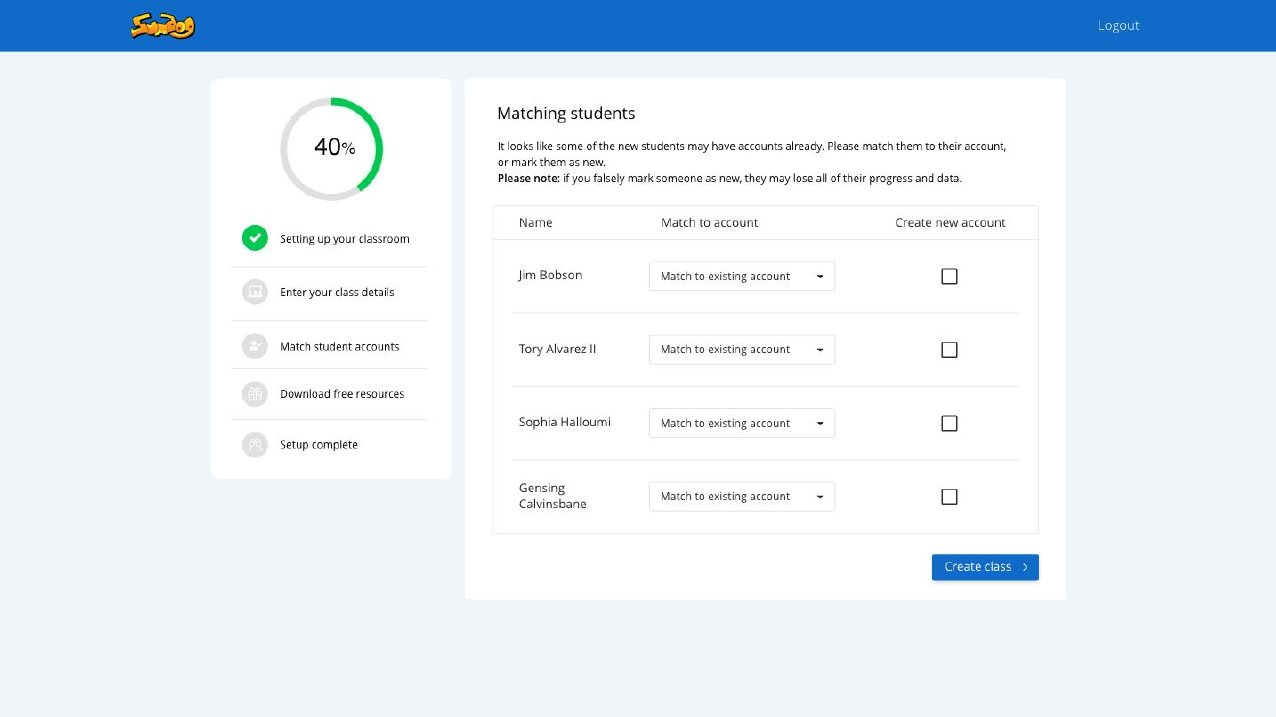 Sumdog
Logout
40%
Setting up your classroom
Enter your class details
Match student accounts
Download free resources
Setup complete
Matching students
It looks like some of the new students may have accounts already. Please match them to their account,
or mark them as new.
Please note: if you falsely mark someone as new, they may lose all of their progress and data.
Name Match to account Create new account
Jim Bobson Match to existing account
Tory Alvarez II Match to existing account
Sophia Halloumi Match to existing account
Gensing
Calvinsbane Match to existing account
Create class